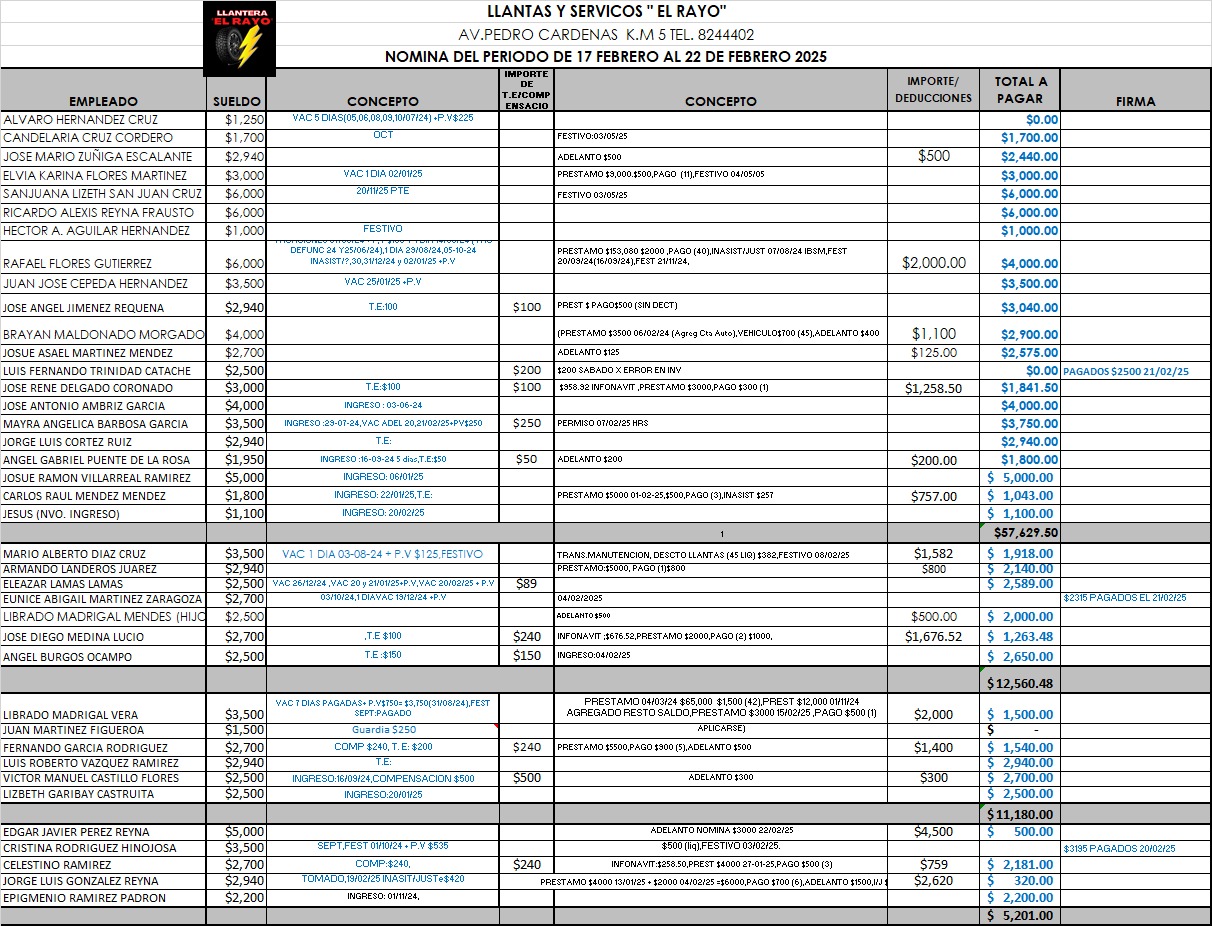 LLANTERA
"EL RAYO"
LLANTAS Y SERVICOS " EL RAYO"
AV.PEDRO CARDENAS K.M 5 TEL. 8244402
NOMINA DEL PERIODO DE 17 FEBRERO AL 22 DE FEBRERO 2025
EMPLEADO SUELDO CONCEPTO IMPORTE DE T.E/COMP ENSACIO CONCEPTO IMPORTE/ DEDUCCIONES TOTAL A PAGAR FIRMA
ALVARO HERNANDEZ CRUZ $1,250 VAC 5 DIAS(05,06,08,09,10/07/24) +P.V$225 $0.00
CANDELARIA CRUZ CORDERO $1,700 OCT FESTIVO:03/05/25 $1,700.00
JOSE MARIO ZUÑIGA ESCALANTE $2,940 ADELANTO $500 $500 $2,440.00
ELVIA KARINA FLORES MARTINEZ $3,000 VAC 1 DIA 02/01/25 PRESTAMO $9,000.$500,PAGO (11),FESTIVO 04/05/05 $3,000.00
SANJUANA LIZETH SAN JUAN CRUZ $6,000 20/11/25 PTE FESTIVO 03/05/25 $6,000.00
RICARDO ALEXIS REYNA FRAUSTO $6,000 $6,000.00
HECTOR A. AGUILAR HERNANDEZ $1,000 FESTIVO $1,000.00
DEFUNC 24 Y25/06/24),1 DIA 29/08/24,05-10-24 PRESTAMO $153,080 $2000 ,PAGO (40),INASIST/JUST 07/08/24 IBSM,FEST
RAFAEL FLORES GUTIERREZ $6,000 INASIST/?,30,31/12/24 y 02/01/25 +P.V 20/09/24(16/09/24),FEST 21/11/24, $2,000.00 $4,000.00
JUAN JOSE CEPEDA HERNANDEZ $3,500 VAC 25/01/25 +P.V $3,500.00
JOSE ANGEL JIMENEZ REQUENA $2,940 T.E:100 $100 PREST $ PAGO$500 (SIN DECT) $3,040.00
BRAYAN MALDONADO MORGADO $4,000 (PRESTAMO $3500 06/02/24 (Agreg Cta Auto),VEHICULO$700 (45),ADELANTO $400 $1,100 $2,900.00
JOSUE ASAEL MARTINEZ MENDEZ $2,700 ADELANTO $125 $125.00 $2,575.00
LUIS FERNANDO TRINIDAD CATACHE $2,500 $200 $200 SABADO X ERROR EN INV $0.00 PAGADOS $2500 21/02/25
JOSE RENE DELGADO CORONADO $3,000 T.E:$100 $100 $958.92 INFONAVIT ,PRESTAMO $3000,PAGO $300 (1) $1,258.50 $1,841.50
JOSE ANTONIO AMBRIZ GARCIA $4,000 INGRESO : 03-06-24 $4,000.00
MAYRA ANGELICA BARBOSA GARCIA $3,500 INGRESO :29-07-24,VAC ADEL 20,21/02/25+PV$250 $250 PERMISO 07/02/25 HRS $3,750.00
JORGE LUIS CORTEZ RUIZ $2,940 T.E: $2,940.00
ANGEL GABRIEL PUENTE DE LA ROSA $1,950 INGRESO :16-09-24 5 dias,T.E:$50 $50 ADELANTO $200 $200.00 $1,800.00
JOSUE RAMON VILLARREAL RAMIREZ $5,000 INGRESO: 06/01/25 $ 5,000.00
CARLOS RAUL MENDEZ MENDEZ $1,800 INGRESO: 22/01/25,T.E: PRESTAMO $5000 01-02-25,$500,PAGO (3),INASIST $257 $757.00 $ 1,043.00
JESUS (NVO. INGRESO) $1,100 INGRESO: 20/02/25 $ 1,100.00
1 $57,629.50
MARIO ALBERTO DIAZ CRUZ $3,500 VAC 1 DIA 03-08-24 + P.V $125,FESTIVO TRANS.MANUTENCION, DESCTO LLANTAS (45 LIQ) $382,FESTIVO 08/02/25 $1,582 $ 1,918.00
ARMANDO LANDEROS JUAREZ $2,940 PRESTAMO:$5000, PAGO (1)$800 $800 $ 2,140.00
ELEAZAR LAMAS LAMAS $2,500 VAC 26/12/24 ,VAC 20 y 21/01/25+P.V,VAC 20/02/25 + P.V $89 $ 2,589.00
EUNICE ABIGAIL MARTINEZ ZARAGOZA $2,700 03/10/24,1 DIAVAC 19/12/24 +P.V 04/02/2025 $2315 PAGADOS EL 21/02/25
LIBRADO MADRIGAL MENDES (HIJO $2,500 ADELANTO $500 $500.00 $ 2,000.00
JOSE DIEGO MEDINA LUCIO $2,700 ,T.E $100 $240 INFONAVIT ;$676.52,PRESTAMO $2000,PAGO (2) $1000, $1,676.52 $ 1,263.48
ANGEL BURGOS OCAMPO $2,500 T.E :$150 $150 INGRESO:04/02/25 $ 2,650.00
$ 12,560.48
VAC 7 DIAS PAGADAS+ P.V$750= $3,750(31/08/24),FEST PRESTAMO 04/03/24 $65,000 $1,500 (42),PREST $12,000 01/11/24
LIBRADO MADRIGAL VERA $3,500 SEPT:PAGADO AGREGADO RESTO SALDO,PRESTAMO $3000 15/02/25 ,PAGO $500 (1) $2,000 $ 1,500.00
JUAN MARTINEZ FIGUEROA $1,500 Guardia $250 APLICARSE) $ -
FERNANDO GARCIA RODRIGUEZ $2,700 COMP $240, T. E: $200 $240 PRESTAMO $5500,PAGO $900 (5),ADELANTO $500 $1,400 $ 1,540.00
LUIS ROBERTO VAZQUEZ RAMIREZ $2,940 T.E: $ 2,940.00
VICTOR MANUEL CASTILLO FLORES $2,500 INGRESO:16/09/24,COMPENSACION $500 $500 ADELANTO $300 $300 $ 2,700.00
LIZBETH GARIBAY CASTRUITA $2,500 INGRESO:20/01/25 $ 2,500.00
$ 11,180.00
EDGAR JAVIER PEREZ REYNA $5,000 ADELANTO NOMINA $3000 22/02/25 $4,500 $ 500.00
CRISTINA RODRIGUEZ HINOJOSA $3,500 SEPT,FEST 01/10/24 + P.V $535 $500 (liq),FESTIVO 03/02/25. $3195 PAGADOS 20/02/25
CELESTINO RAMIREZ $2,700 COMP:$240, $240 INFONAVIT:$258.50,PREST $4000 27-01-25,PAGO $500 (3) $759 $ 2,181.00
JORGE LUIS GONZALEZ REYNA $2,940 TOMADO,19/02/25 INASIT/JUSTe$420 PRESTAMO $4000 13/01/25 + $2000 04/02/25 =$6000,PAGO $700 (6),ADELANTO $1500,I/J $ $2,620 $ 320.00
EPIGMENIO RAMIREZ PADRON $2,200 INGRESO: 01/11/24, $ 2,200.00
$ 5,201.00